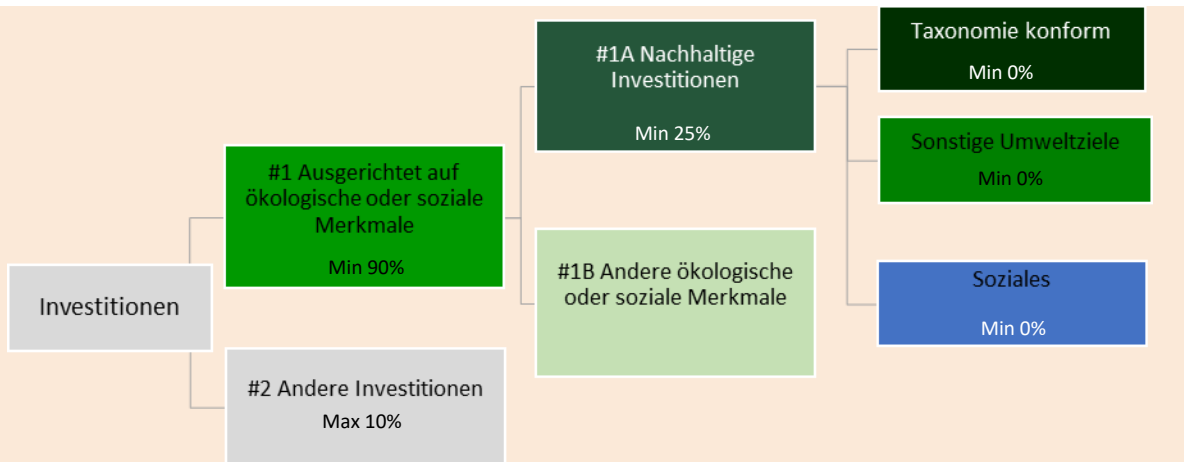 Investitionen
#1 Ausgerichtet auf
ökologische oder soziale
Merkmale
Min 90%
#2 Andere Investitionen
Max 10%
#1A Nachhaltige
Investitionen
Min 25%
#1B Andere ökologische
oder soziale Merkmale
Taxonomie konform
Min 0%
Sonstige Umweltziele
Min 0%
Soziales
Min 0%